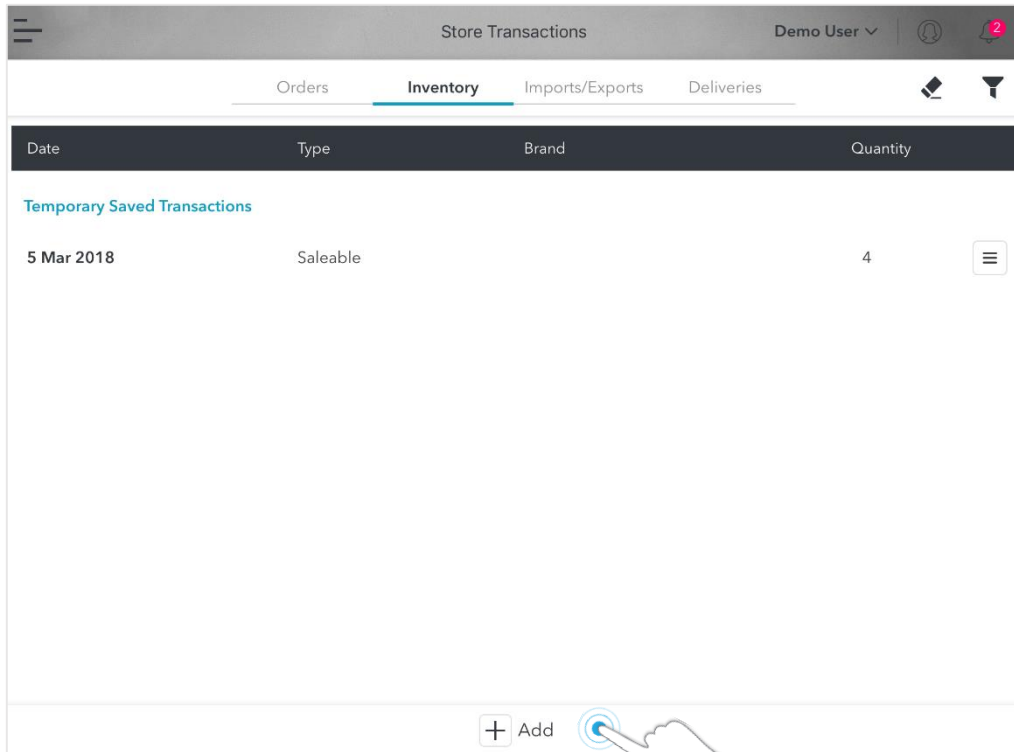 Store Transactions Demo User 2
Orders Inventory Imports/Exports Deliveries
Date Type Brand Quantity
Temporary Saved Transactions
5 Mar 2018 Saleable 4
Add